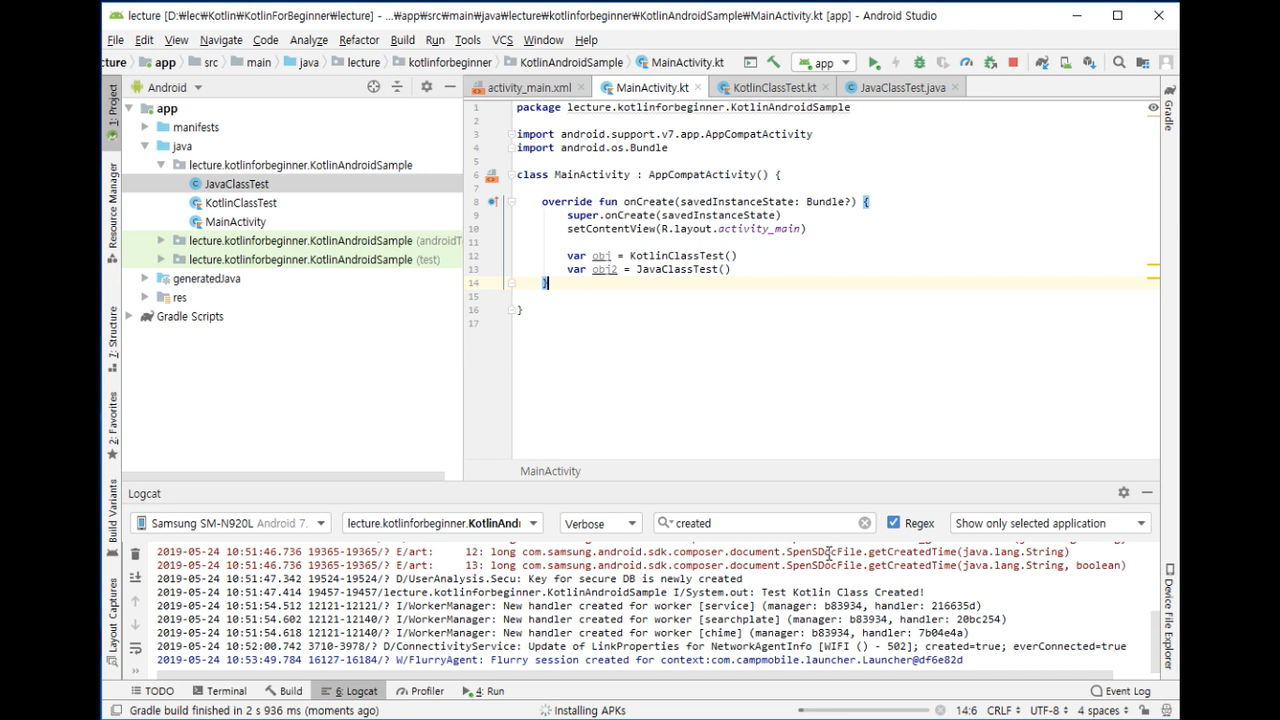 lecture [D:₩lec₩Kotlin₩KotlinForBeginner₩lecture] - ...₩app₩src₩main₩java₩lecture₩kotlinforbeginner₩KotlinAndroidSample₩MainActivity.kt [app] - Android Studio
File Edit View Navigate Code Analyze Refactor Build Run Tools VCS Window Help
cture app src main java lecture kotlinforbeginner KotlinAndroidSample MainActivity.kt app
1: Project
Resource Manager
7: Structure
2: Favorites
Build Variants
Layout Captures
Android
app
manifests
java
lecture.kotlinforbeginner.KotlinAndroidSample
JavaClassTest
KotlinClassTest
MainActivity
lecture.kotlinforbeginner.KotlinAndroidSample (androidT
lecture.kotlinforbeginner.KotlinAndroidSample (test)
generatedJava
res
Gradle Scripts
activity_main.xml MainActivity.kt KotlinClassTest.kt JavaClassTest.java
1 package lecture.kotlinforbeginner.KotlinAndroidSample
2
3 import android.support.v7.app.AppCompatActivity
4 import android.os.Bundle
5
6 class MainActivity : AppCompatActivity() {
7
8 override fun onCreate(savedInstanceState: Bundle?) {
9 super.onCreate(savedInstanceState)
10 setContentView(R.layout.activity_main)
11
12 var obj = KotlinClassTest()
13 var obj2 = JavaClassTest()
14 }
15
16 }
17
MainActivity
Gradle
Device File Explorer
Logcat
Samsung SM-N920L Android 7. lecture.kotlinforbeginner.KotlinAndı Verbose created Regex Show only selected application
2019-05-24 10:51:46.736 19365-19365/? E/art: 12: long com.samsung.android.sdk.composer.document.SpenSDocFile.getCreatedTime(java.lang.String)
2019-05-24 10:51:46.736 19365-19365/? E/art: 13: long com.samsung.android.sdk.composer.document.SpenSDocFile.getCreatedTime(java.lang.String, boolean)
2019-05-24 10:51:47.342 19524-19524/? D/UserAnalysis.Secu: Key for secure DB is newly created
2019-05-24 10:51:47.414 19457-19457/lecture.kotlinforbeginner.KotlinAndroidSample I/System.out: Test Kotlin Class Created!
2019-05-24 10:51:54.512 12121-12121/? I/WorkerManager: New handler created for worker [service] (manager: b83934, handler: 216635d)
2019-05-24 10:51:54.602 12121-12140/? I/WorkerManager: New handler created for worker [searchplate] (manager: b83934, handler: 20bc254)
2019-05-24 10:51:54.618 12121-12140/? I/WorkerManager: New handler created for worker [chime] (manager: b83934, handler: 7b04e4a)
2019-05-24 10:52:00.742 3710-3978/? D/ConnectivityService: Update of LinkProperties for NetworkAgentInfo [WIFI () - 502]; created=true; everConnected=true
2019-05-24 10:53:49.784 16127-16184/? W/FlurryAgent: Flurry session created for context:com.campmobile.launcher.Launcher@df6e82d
TODO Terminal Build 6: Logcat Profiler 4: Run Event Log
Gradle build finished in 2 s 936 ms (moments ago) Installing APKs 14:6 CRLF UTF-8 4 spaces